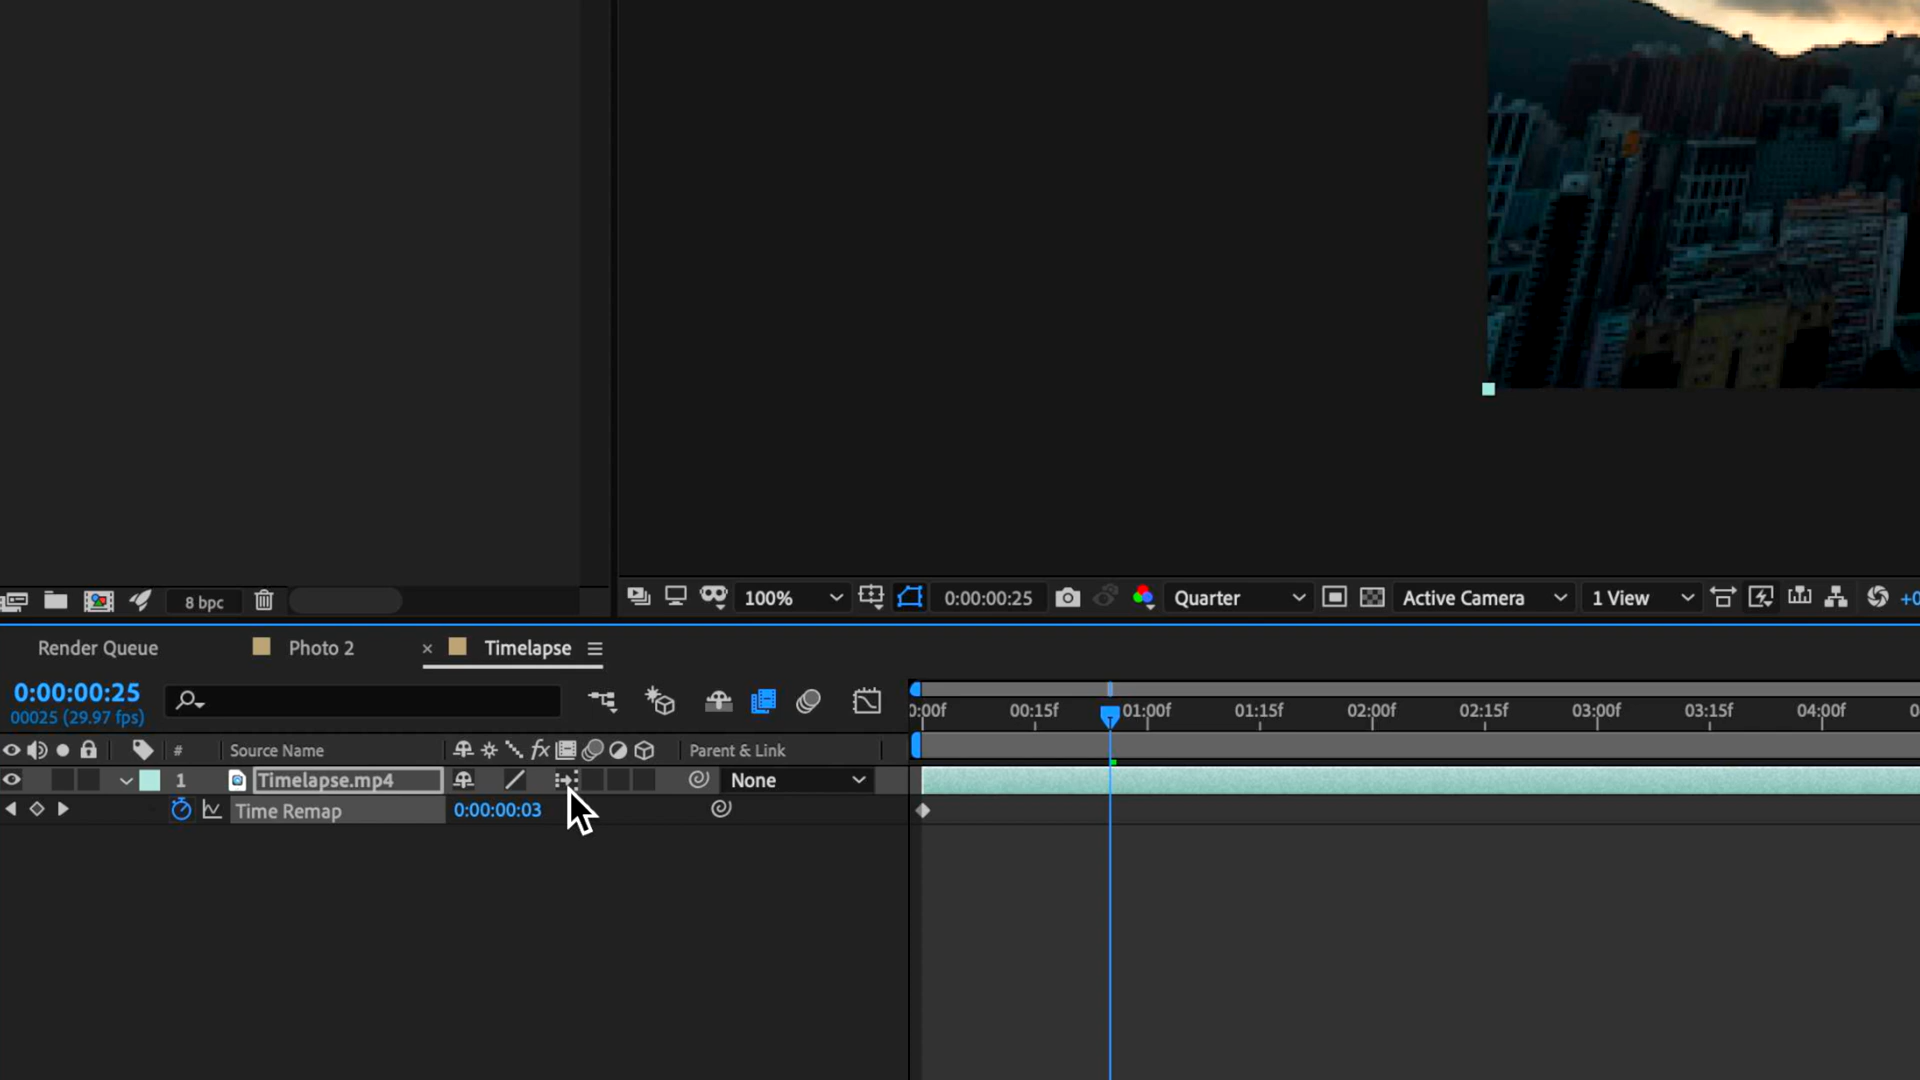 8 bpc
100%
0:00:00:25
Quarter
Active Camera
1 View
+0
Render Queue
Photo 2
× Timelapse
0:00:00:25
00025 (29.97 fps)
0:00f 00:15f 01:00f 01:15f 02:00f 02:15f 03:00f 03:15f 04:00f 0
# Source Name fx Parent & Link
1 Timelapse.mp4 None
Time Remap 0:00:00:03